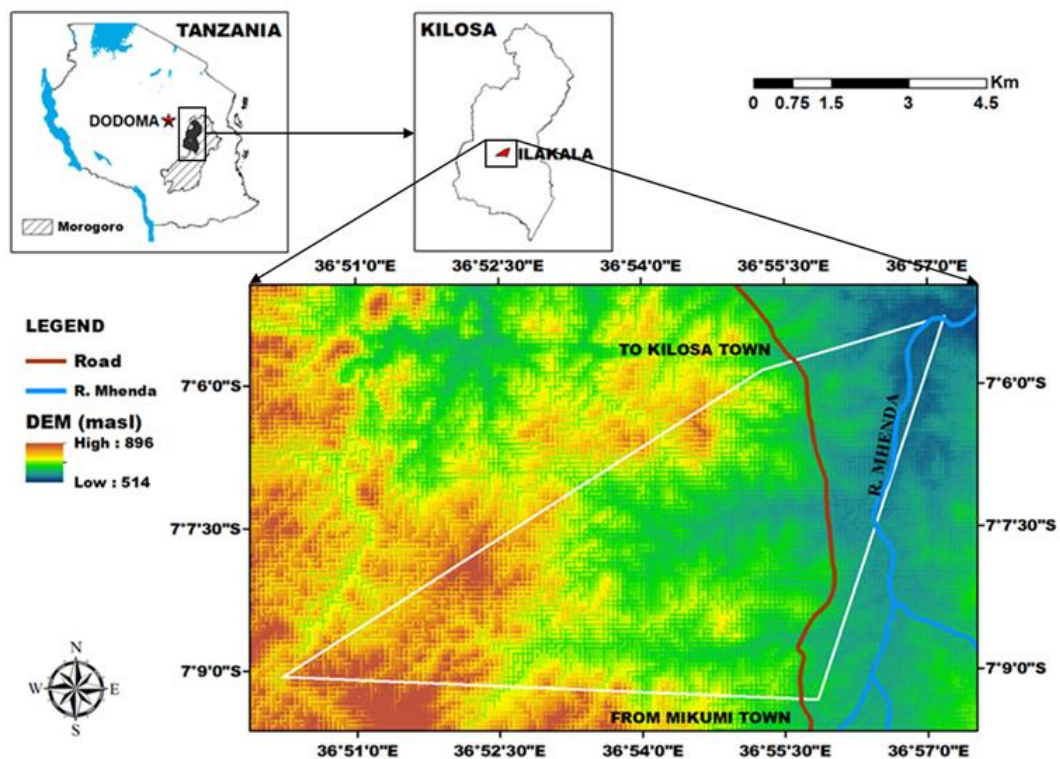 TANZANIA
DODOMA
Morogoro
KILOSA
ILAKALA
Km
0 0.75 1.5 3 4.5
36°51'0"E 36°52'30"E 36°54'0"E 36°55'30"E 36°57'0"E
LEGEND
Road
R. Mhenda
DEM (masl)
High : 896
Low : 514
TO KILOSA TOWN
7°6'0"S 7°6'0"S
R. MHENDA
7°7'30"S 7°7'30"S
7°9'0"S 7°9'0"S
FROM MIKUMI TOWN
N
W E
S
36°51'0"E 36°52'30"E 36°54'0"E 36°55'30"E 36°57'0"E